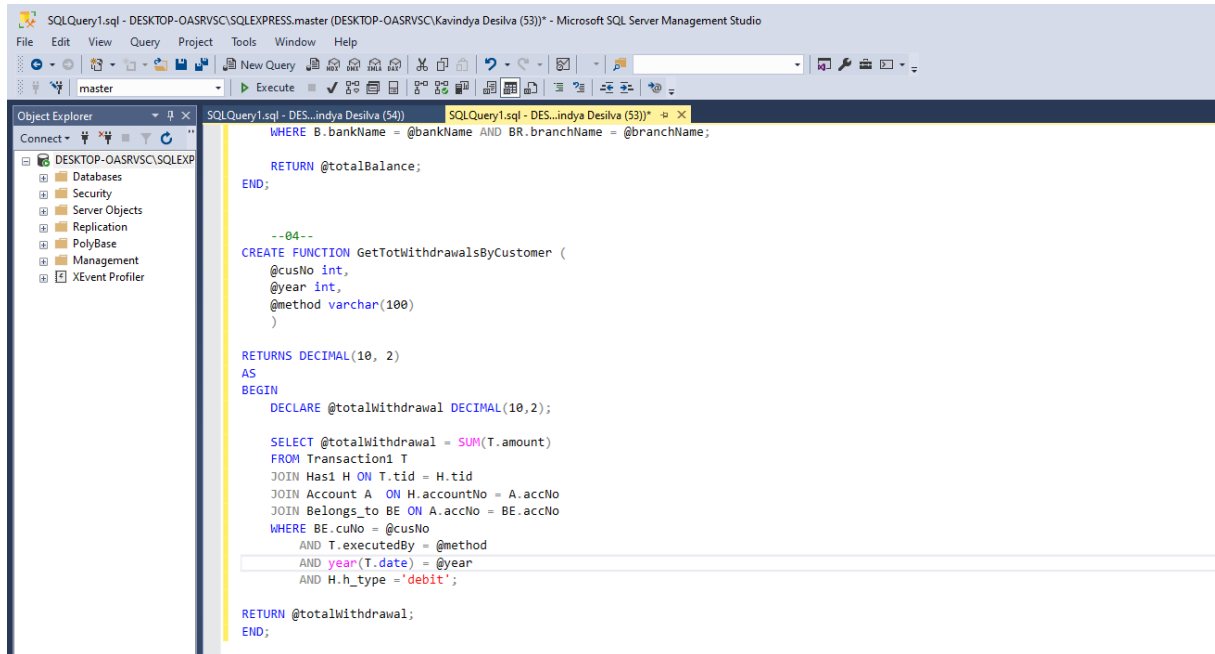 SQLQuery1.sql - DESKTOP-OASRVSC\SQLEXPRESS.master (DESKTOP-OASRVSC\Kavindya Desilva (53))* - Microsoft SQL Server Management Studio
File Edit View Query Project Tools Window Help
New Query
master
Execute
Object Explorer
SQLQuery1.sql - DES...indya Desilva (54))
SQLQuery1.sql - DES...indya Desilva (53))*
Connect
DESKTOP-OASRVSC\SQLEXP
Databases
Security
Server Objects
Replication
PolyBase
Management
XEvent Profiler
WHERE B.bankName = @bankName AND BR.branchName = @branchName;
RETURN @totalBalance;
END;
--04--
CREATE FUNCTION GetTotWithdrawalsByCustomer (
@cusNo int,
@year int,
@method varchar(100)
)
RETURNS DECIMAL(10, 2)
AS
BEGIN
DECLARE @totalWithdrawal DECIMAL(10,2);
SELECT @totalWithdrawal = SUM(T.amount)
FROM Transaction1 T
JOIN Has1 H ON T.tid = H.tid
JOIN Account A  ON H.accountNo = A.accNo
JOIN Belongs_to BE ON A.accNo = BE.accNo
WHERE BE.cuNo = @cusNo
AND T.executedBy = @method
AND year(T.date) = @year
AND H.h_type ='debit';
RETURN @totalWithdrawal;
END;